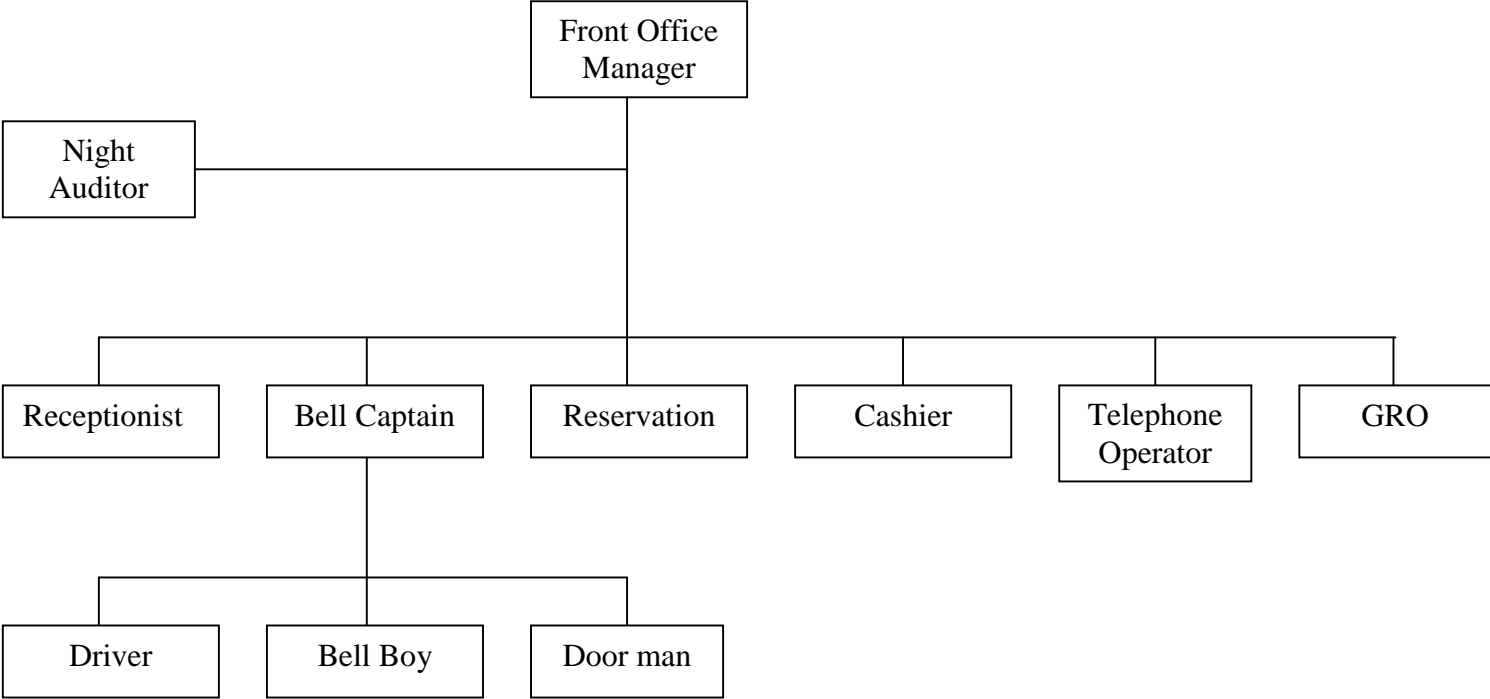 Front Office
Manager
Night
Auditor
Receptionist
Bell Captain
Reservation
Cashier
Telephone
Operator
GRO
Driver
Bell Boy
Door man